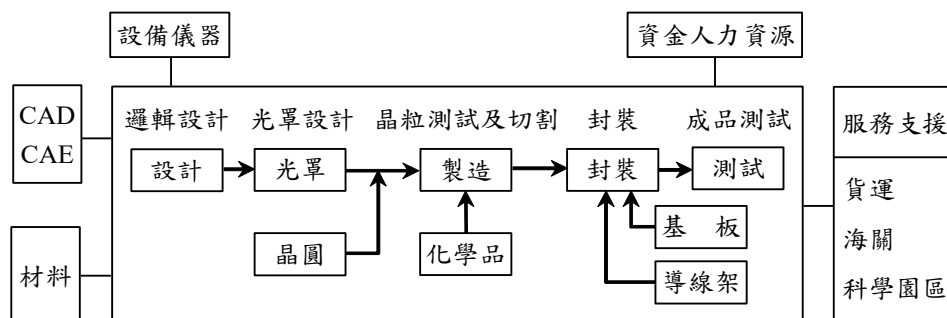 設備儀器
資金人力資源
CAD
CAE
材料
邏輯設計
光罩設計
晶粒測試及切割
封裝
成品測試
設計
光罩
製造
封裝
測試
晶圓
化學品
基　板
導線架
服務支援
貨運
海關
科學園區